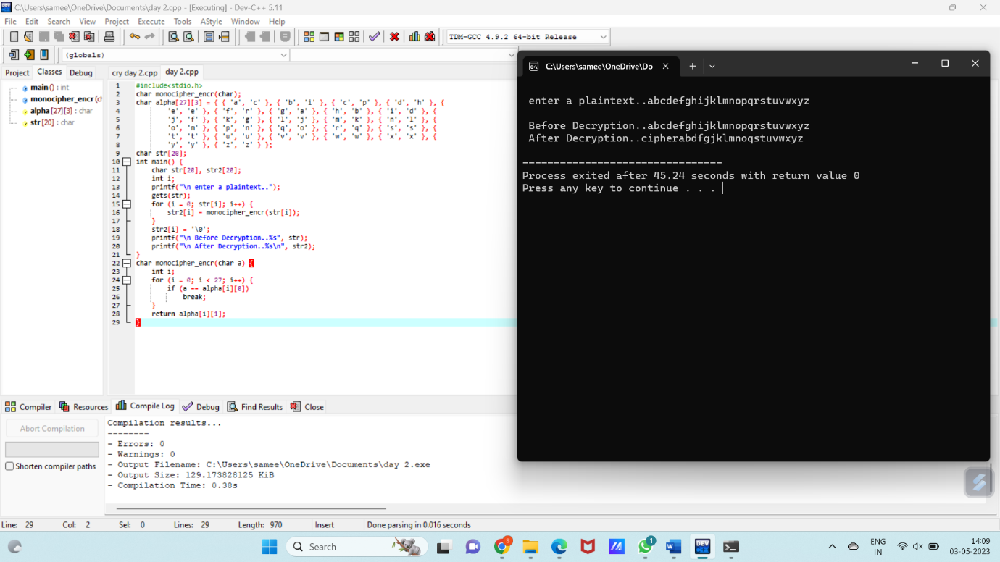 C:\Users\samee\OneDrive\Documents\day 2.cpp - [Executing] - Dev-C++ 5.11
File Edit Search View Project Execute Tools AStyle Window Help
TDM-GCC 4.9.2 64-bit Release
(globals)
Project Classes Debug
main () : int
monocipher_encr (ch
alpha [27][3] : char
str [20] : char
cry day 2.cpp day 2.cpp
1 #include<stdio.h>
2 char monocipher_encr(char);
3 char alpha[27][3] = { { 'a', 'c' }, { 'b', 'i' }, { 'c', 'p' }, { 'd', 'h' }, {
4 'e', 'e' }, { 'f', 'r' }, { 'g', 'a' }, { 'h', 'b' }, { 'i', 'd' }, {
5 'j', 'f' }, { 'k', 'g' }, { 'l', 'j' }, { 'm', 'k' }, { 'n', 'l' }, {
6 'o', 'm' }, { 'p', 'n' }, { 'q', 'o' }, { 'r', 'q' }, { 's', 's' }, {
7 't', 't' }, { 'u', 'u' }, { 'v', 'v' }, { 'w', 'w' }, { 'x', 'x' }, {
8 'y', 'y' }, { 'z', 'z' } };
9 char str[20];
10 int main() {
11 char str[20], str2[20];
12 int i;
13 printf("\n enter a plaintext..");
14 gets(str);
15 for (i = 0; str[i]; i++) {
16 str2[i] = monocipher_encr(str[i]);
17 }
18 str2[i] = '\0';
19 printf("\n Before Decryption..%s", str);
20 printf("\n After Decryption..%s\n", str2);
21 }
22 char monocipher_encr(char a) {
23 int i;
24 for (i = 0; i < 27; i++) {
25 if (a == alpha[i][0])
26 break;
27 }
28 return alpha[i][1];
29 }
C:\Users\samee\OneDrive\Do
enter a plaintext..abcdefghijklmnopqrstuvwxyz
Before Decryption..abcdefghijklmnopqrstuvwxyz
After Decryption..cipherabdfgjklmnoqstuvwxyz
--------------------------------
Process exited after 45.24 seconds with return value 0
Press any key to continue . . .
Compiler Resources Compile Log Debug Find Results Close
Abort Compilation
Shorten compiler paths
Compilation results...
--------
- Errors: 0
- Warnings: 0
- Output Filename: C:\Users\samee\OneDrive\Documents\day 2.exe
- Output Size: 129.173828125 KiB
- Compilation Time: 0.38s
Line: 29 Col: 2 Sel: 0 Lines: 29 Length: 970 Insert Done parsing in 0.016 seconds
Search
S
1
DEV
ENG
IN
14:09
03-05-2023